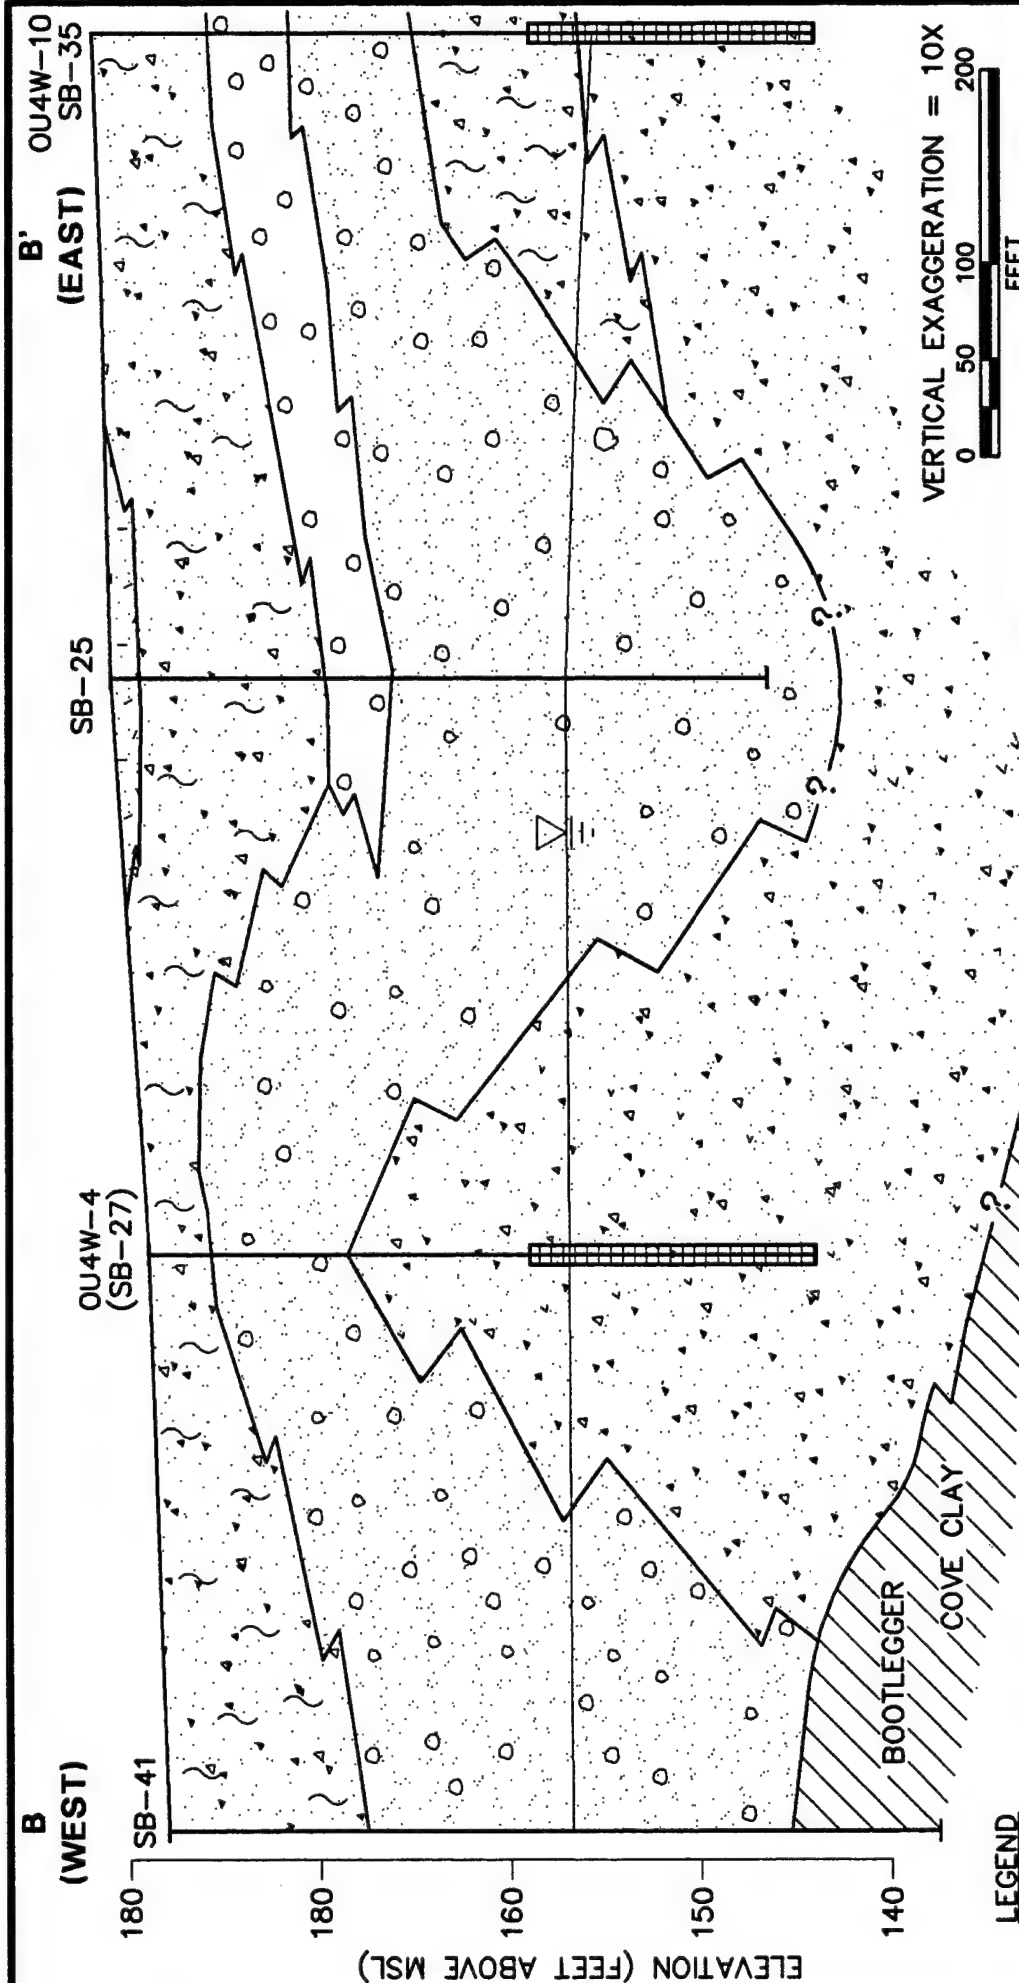 B
(WEST)
B'
(EAST)
SB-41
OU4W-4
(SB-27)
SB-25
OU4W-10
SB-35
180
180
160
150
140
ELEVATION (FEET ABOVE MSL)
?
?
?
BOOTLEGGER
COVE CLAY
VERTICAL EXAGGERATION = 10X
0 50 100 200
FEET
LEGEND